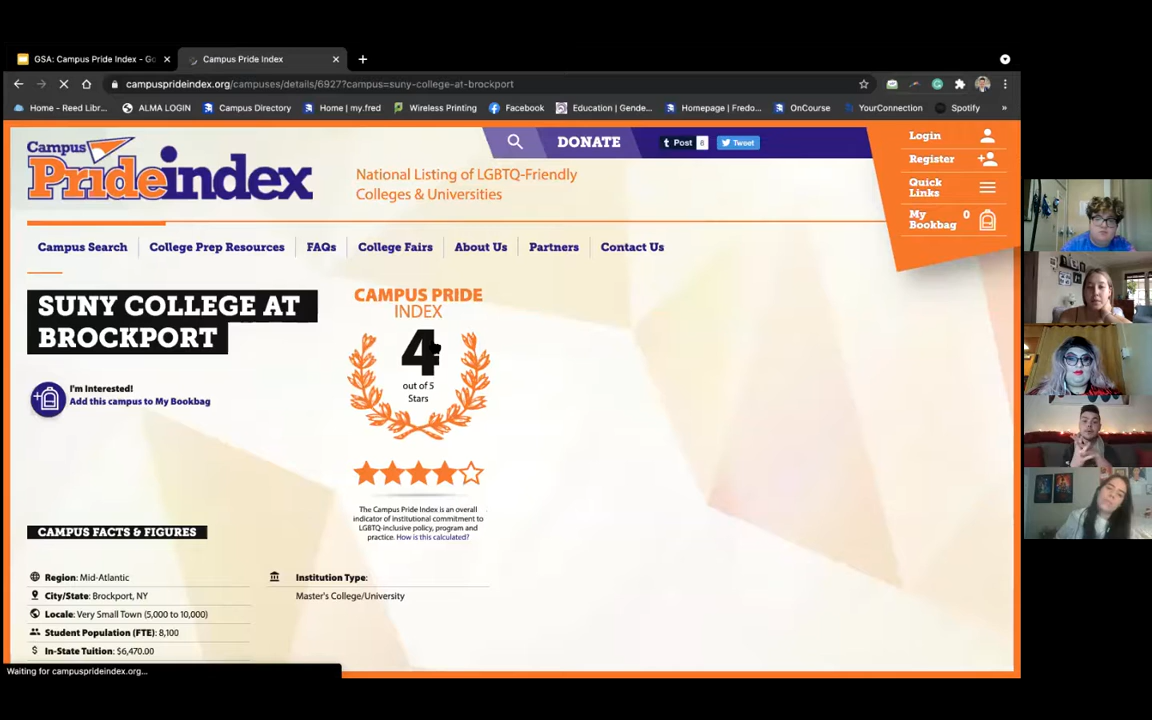 GSA: Campus Pride Index - Go
Campus Pride Index
campusprideindex.org/campuses/details/6927?campus=suny-college-at-brockport
Home - Reed Libr...
ALMA LOGIN
Campus Directory
Home | my.fred
Wireless Printing
Facebook
Education | Gende...
Homepage | Fredo...
OnCourse
YourConnection
Spotify
»
Campus
Prideindex
National Listing of LGBTQ-Friendly
Colleges & Universities
DONATE
t Post 6
Tweet
Login
Register
Quick
Links
My
Bookbag
0
Campus Search
College Prep Resources
FAQs
College Fairs
About Us
Partners
Contact Us
SUNY COLLEGE AT
BROCKPORT
I'm Interested!
Add this campus to My Bookbag
CAMPUS PRIDE
INDEX
4
out of 5
Stars
The Campus Pride Index is an overall
indicator of institutional commitment to
LGBTQ-inclusive policy, program and
practice. How is this calculated?
CAMPUS FACTS & FIGURES
Region: Mid-Atlantic
City/State: Brockport, NY
Locale: Very Small Town (5,000 to 10,000)
Student Population (FTE): 8,100
In-State Tuition: $6,470.00
Institution Type:
Master's College/University
Waiting for campusprideindex.org...